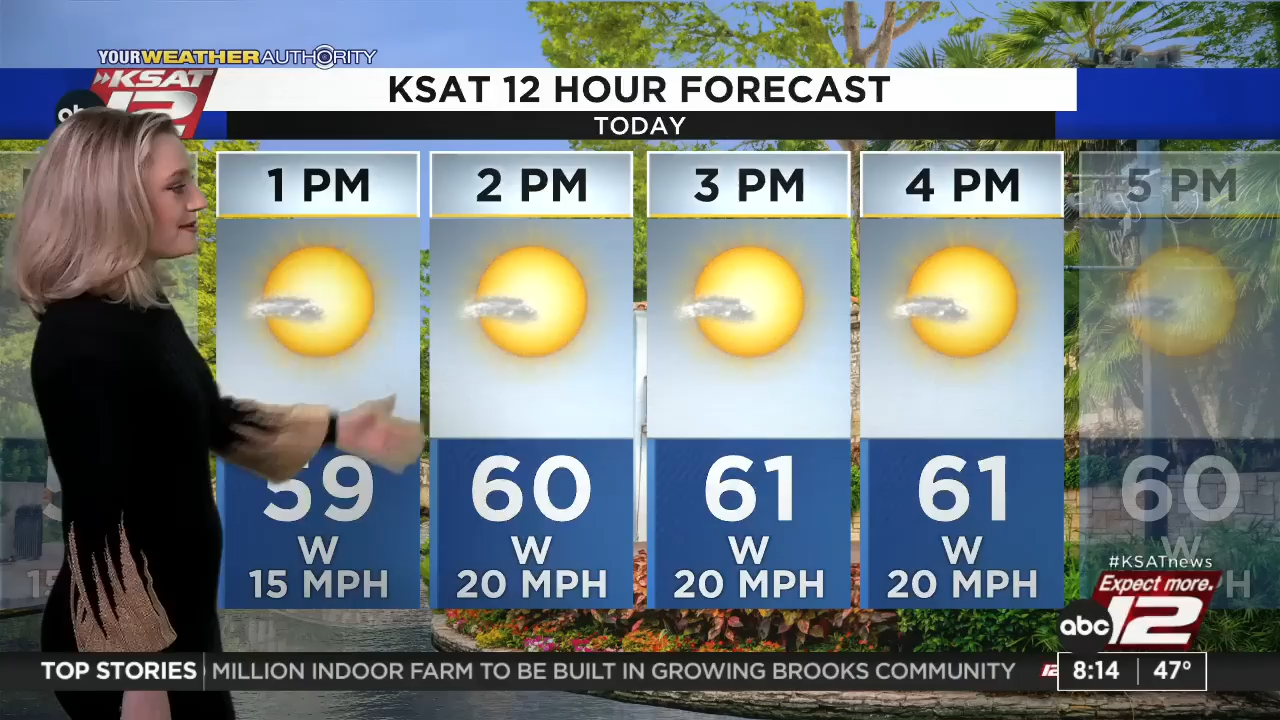 YOURWEATHERAUTHORITY
KSAT
12
abc
KSAT 12 HOUR FORECAST
TODAY
1 PM
2 PM
3 PM
4 PM
5 PM
59
60
61
61
60
W
W
W
W
W
15 MPH
20 MPH
20 MPH
20 MPH
#KSATnews
Expect more.
abc 12
TOP STORIES
MILLION INDOOR FARM TO BE BUILT IN GROWING BROOKS COMMUNITY
12
8:14
47°